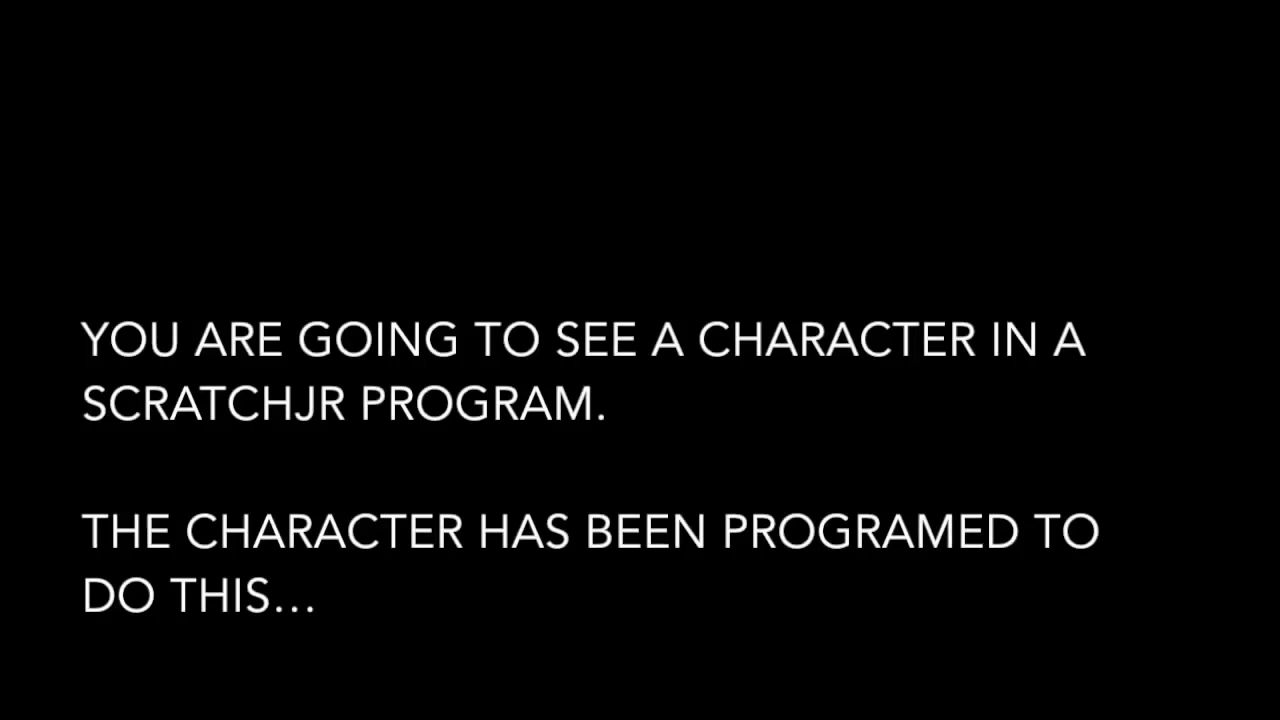 YOU ARE GOING TO SEE A CHARACTER IN A
SCRATCHJR PROGRAM.
THE CHARACTER HAS BEEN PROGRAMED TO
DO THIS…